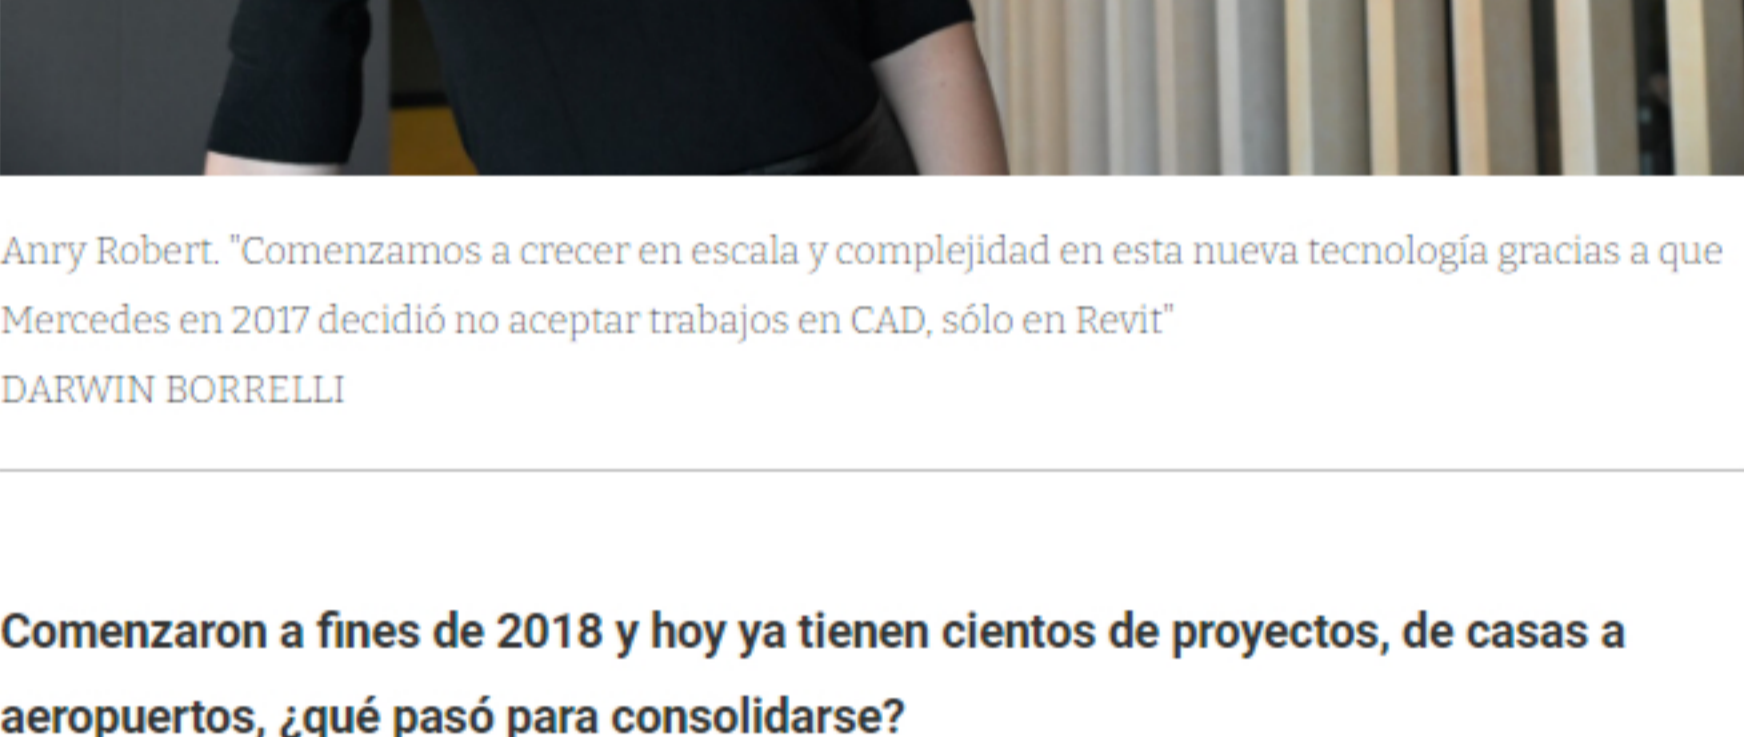 Anry Robert. "Comenzamos a crecer en escala y complejidad en esta nueva tecnología gracias a que
Mercedes en 2017 decidió no aceptar trabajos en CAD, sólo en Revit"
DARWIN BORRELLI
Comenzaron a fines de 2018 y hoy ya tienen cientos de proyectos, de casas a
aeropuertos, ¿qué pasó para consolidarse?